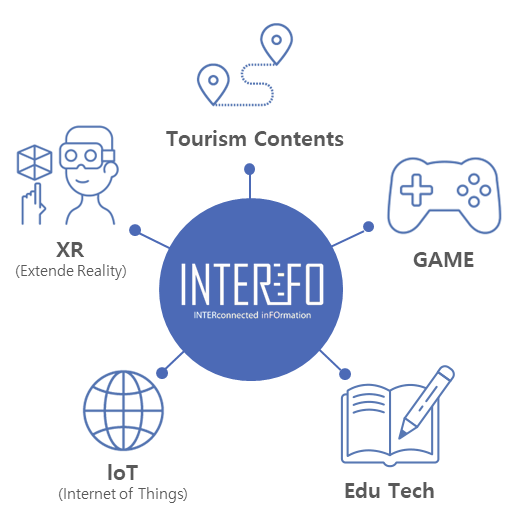 Tourism Contents
XR
(Extende Reality)
GAME
INTERFO
INTERconnected inFOrmation
IoT
(Internet of Things)
Edu Tech